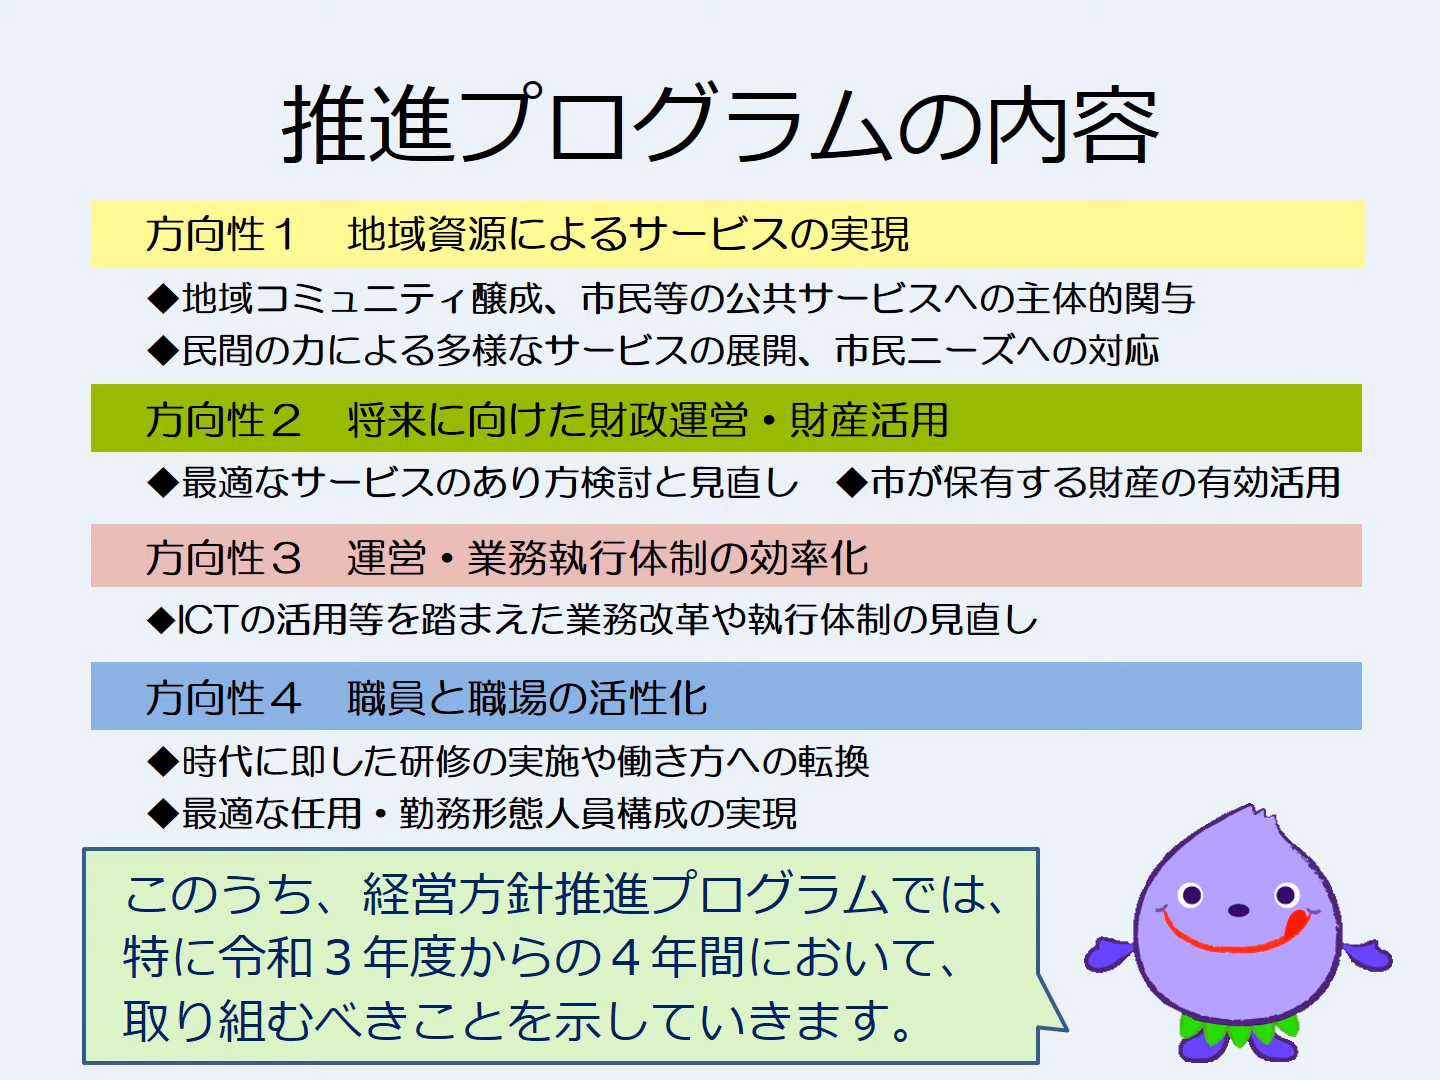 推進プログラムの内容
方向性１　地域資源によるサービスの実現
◆地域コミュニティ醸成、市民等の公共サービスへの主体的関与
◆民間の力による多様なサービスの展開、市民ニーズへの対応
方向性２　将来に向けた財政運営・財産活用
◆最適なサービスのあり方検討と見直し　◆市が保有する財産の有効活用
方向性３　運営・業務執行体制の効率化
◆ICTの活用等を踏まえた業務改革や執行体制の見直し
方向性４　職員と職場の活性化
◆時代に即した研修の実施や働き方への転換
◆最適な任用・勤務形態人員構成の実現
このうち、経営方針推進プログラムでは、
特に令和３年度からの４年間において、
取り組むべきことを示していきます。